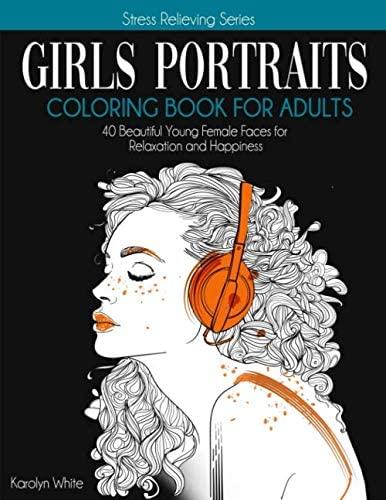 Stress Relieving Series
GIRLS PORTRAITS
COLORING BOOK FOR ADULTS
40 Beautiful Young Female Faces for
Relaxation and Happiness
Karolyn White